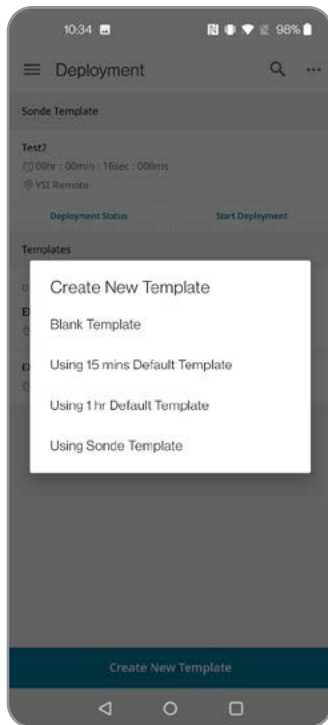 10:34 98%
Deployment
Sonde Template
Test7
00hr : 00min : 16sec : 000ms
YSI Remote
Deployment Status Start Deployment
Templates
Create New Template
Blank Template
Using 15 mins Default Template
Using 1 hr Default Template
Using Sonde Template
Create New Template